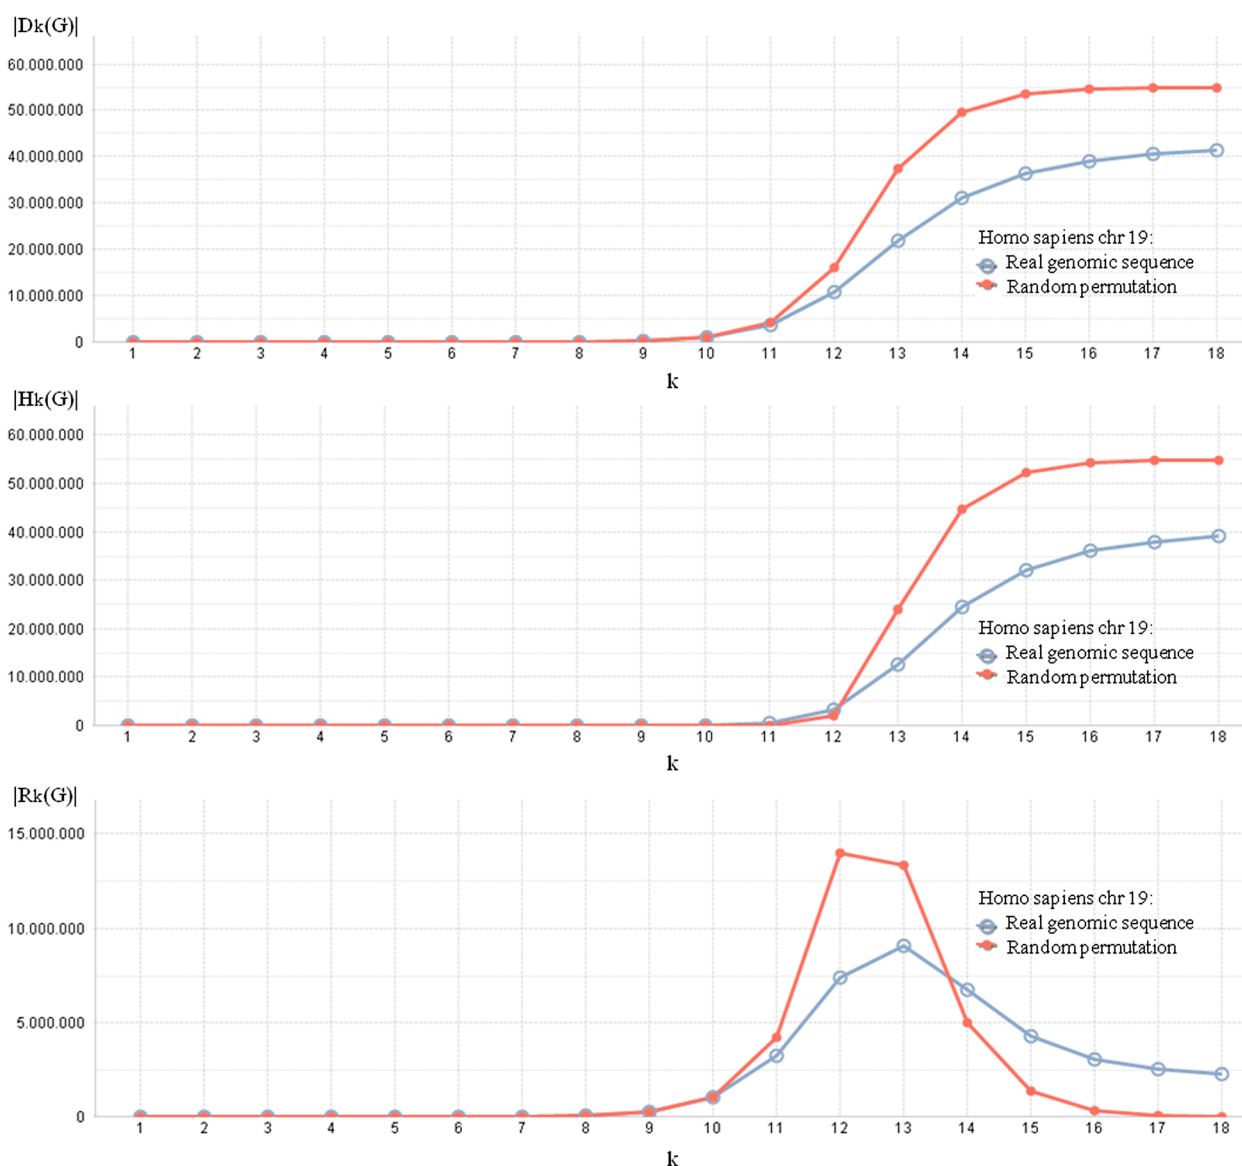 |Dk(G)|
60.000.000
50.000.000
40.000.000
30.000.000
20.000.000
10.000.000
0
Homo sapiens chr 19:
Real genomic sequence
Random permutation
1 2 3 4 5 6 7 8 9 10 11 12 13 14 15 16 17 18
k
|Hk(G)|
60.000.000
50.000.000
40.000.000
30.000.000
20.000.000
10.000.000
0
Homo sapiens chr 19:
Real genomic sequence
Random permutation
1 2 3 4 5 6 7 8 9 10 11 12 13 14 15 16 17 18
k
|Rk(G)|
15.000.000
10.000.000
5.000.000
0
Homo sapiens chr 19:
Real genomic sequence
Random permutation
1 2 3 4 5 6 7 8 9 10 11 12 13 14 15 16 17 18
k